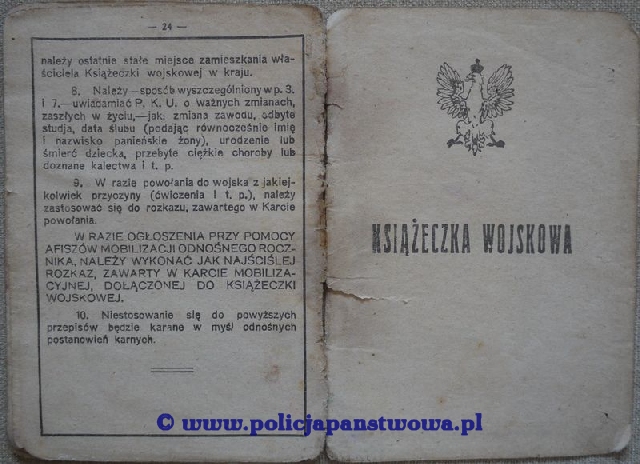 — 24 —
należy ostatnie stałe miejsce zamieszkania wła-
ściciela Książeczki wojskowej w kraju.
8. Należy—sposób wyszczególniony w p. 3.
i 7.—uwiadamiać P. K. U. o ważnych zmianach,
zaszłych w życiu,—jak: zmiana zawodu, odbyte
studja, data ślubu (podając równocześnie imię
i nazwisko panieńskie żony), urodzenie lub
śmierć dziecka, przebyte ciężkie choroby lub
doznane kalectwa i t. p.
9. W razie powołania do wojska z jakiej-
kolwiek przyczyny (ćwiczenia i t. p.), należy
zastosować się do rozkazu, zawartego w Karcie
powołania.
W RAZIE OGŁOSZENIA PRZY POMOCY
AFISZÓW MOBILIZACJI ODNOŚNEGO ROCZ-
NIKA, NALEŻY WYKONAĆ JAK NAJŚCIŚLEJ
ROZKAZ, ZAWARTY W KARCIE MOBILIZA-
CYJNEJ, DOŁĄCZONEJ DO KSIĄŻECZKI
WOJSKOWEJ.
10. Niestosowanie się do powyższych
przepisów będzie karane w myśl odnośnych
postanowień karnych.
KSIĄŻECZKA WOJSKOWA
© www.policjapanstwowa.pl